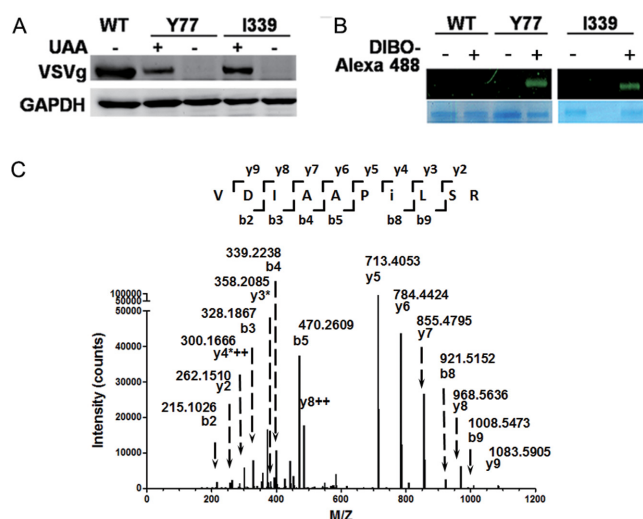 A
WT Y77 I339
UAA + - + -
VSVg
GAPDH
B
WT Y77 I339
DIBO- - + - + - +
Alexa 488
C
y9 y8 y7 y6 y5 y4 y3 y2
V D I A A P i L S R
b2 b3 b4 b5 b8 b9
339.2238
b4
358.2085
y3*
328.1867
b3
300.1666
y4*++
262.1510
y2
215.1026
b2
470.2609
b5
y8++
713.4053
y5
784.4424
y6
855.4795
y7
921.5152
b8
968.5636
y8
1008.5473
b9
1083.5905
y9
Intensity (counts)
100000
50000
50000
40000
30000
20000
10000
0
0 200 400 600 800 1000 1200
M/Z